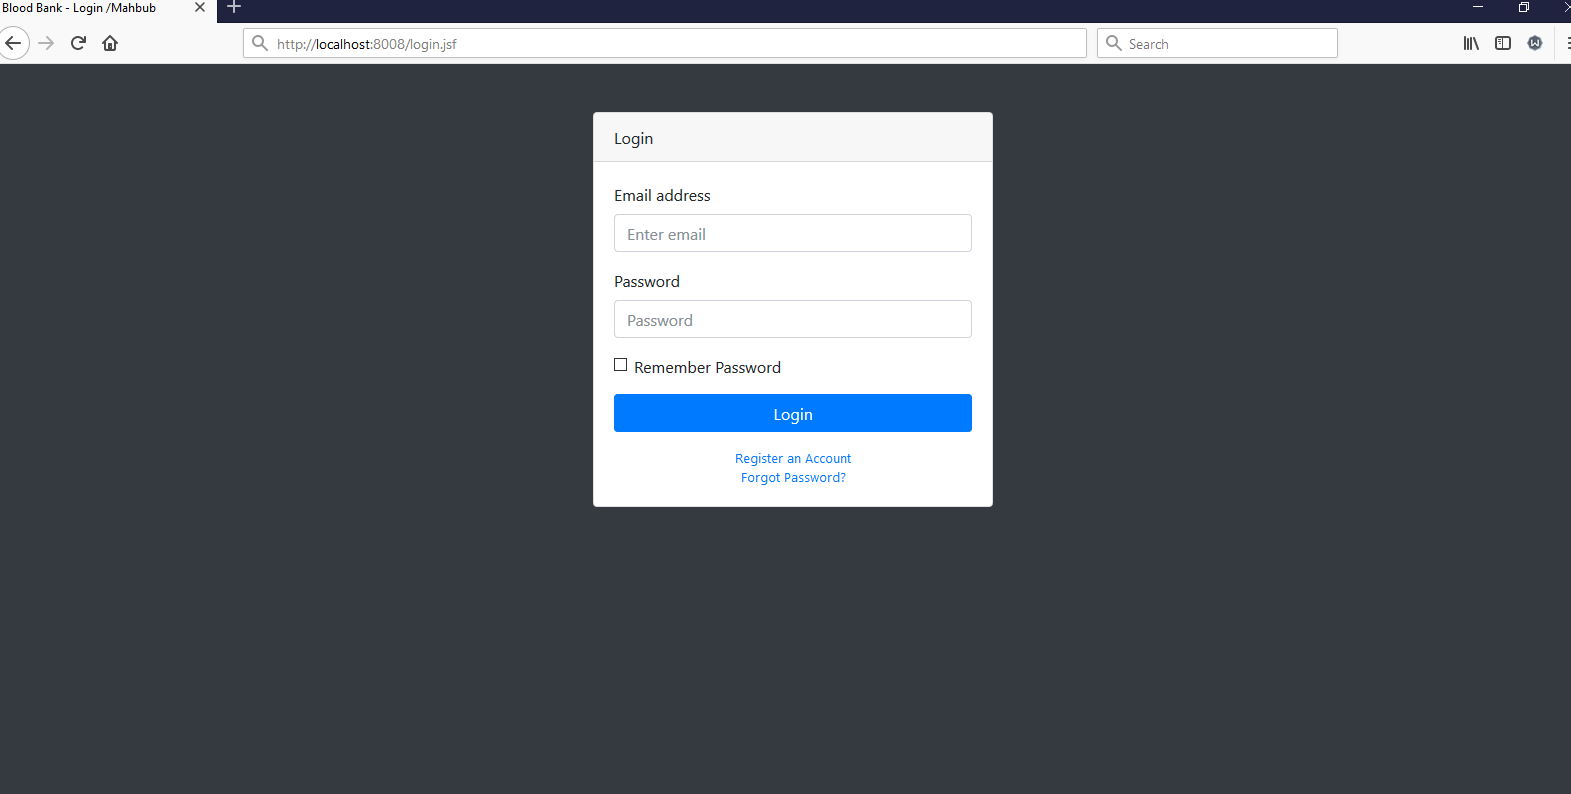 Blood Bank - Login /Mahbub
http://localhost:8008/login.jsf
Search
Login
Email address
Enter email
Password
Password
Remember Password
Login
Register an Account
Forgot Password?